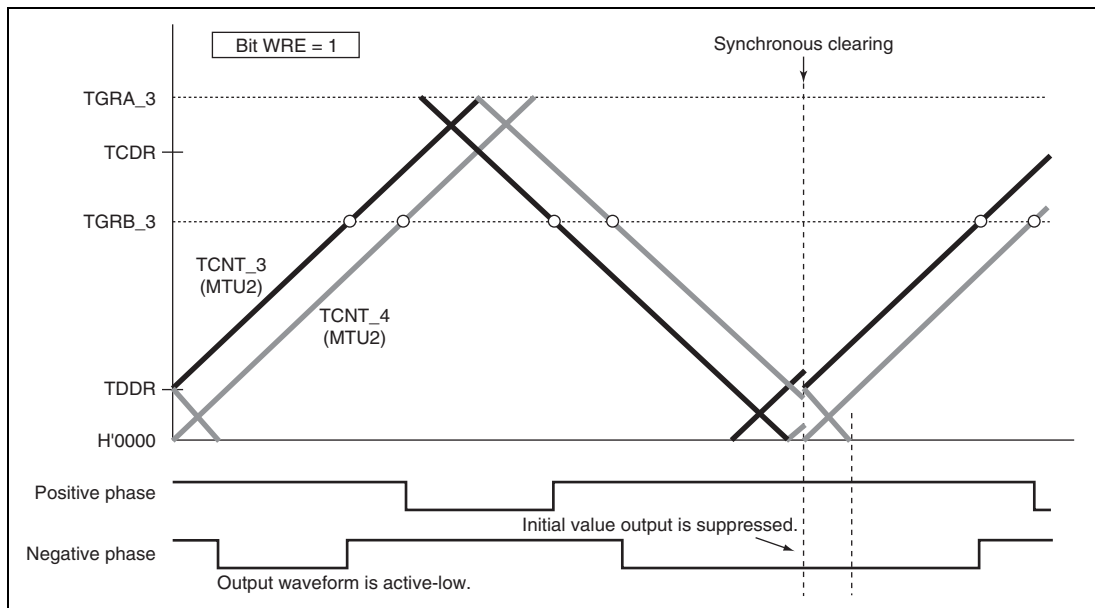 Bit WRE = 1
Synchronous clearing
TGRA_3
TCDR
TGRB_3
TCNT_3
(MTU2)
TCNT_4
(MTU2)
TDDR
H'0000
Positive phase
Initial value output is suppressed.
Negative phase
Output waveform is active-low.